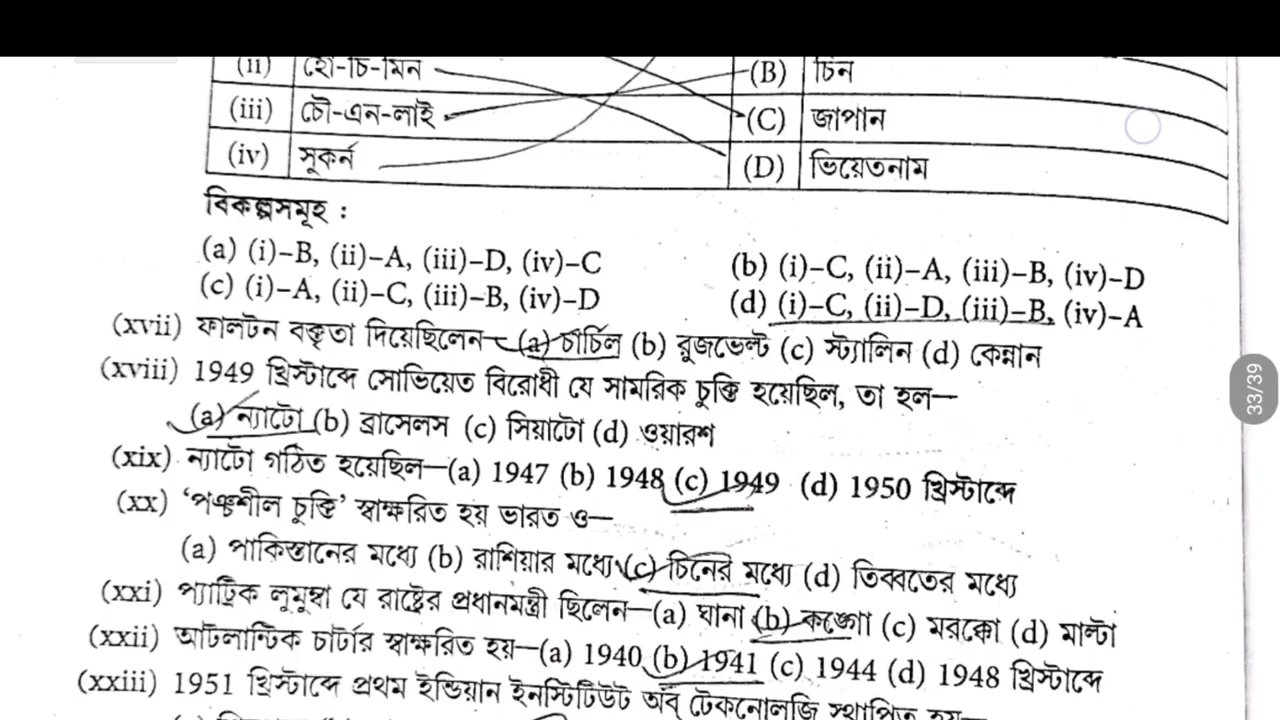 (ii) হো-চি-মিন (B) চিন
(iii) চৌ-এন-লাই (C) জাপান
(iv) সুকর্ন (D) ভিয়েতনাম
বিকল্পসমূহ :
(a) (i)–B, (ii)–A, (iii)–D, (iv)–C (b) (i)–C, (ii)–A, (iii)–B, (iv)–D
(c) (i)–A, (ii)–C, (iii)–B, (iv)–D (d) (i)–C, (ii)–D, (iii)–B, (iv)–A
(xvii) ফালটন বক্তৃতা দিয়েছিলেন—(a) চার্চিল (b) রুজভেল্ট (c) স্ট্যালিন (d) কেন্নান
(xviii) 1949 খ্রিস্টাব্দে সোভিয়েত বিরোধী যে সামরিক চুক্তি হয়েছিল, তা হল—
(a) ন্যাটো (b) ব্রাসেলস (c) সিয়াটো (d) ওয়ারশ
(xix) ন্যাটো গঠিত হয়েছিল—(a) 1947 (b) 1948 (c) 1949 (d) 1950 খ্রিস্টাব্দে
(xx) ‘পঞ্চশীল চুক্তি’ স্বাক্ষরিত হয় ভারত ও—
(a) পাকিস্তানের মধ্যে (b) রাশিয়ার মধ্যে (c) চিনের মধ্যে (d) তিব্বতের মধ্যে
(xxi) প্যাট্রিক লুমুম্বা যে রাষ্ট্রের প্রধানমন্ত্রী ছিলেন—(a) ঘানা (b) কঙ্গো (c) মরক্কো (d) মাল্টা
(xxii) আটলান্টিক চার্টার স্বাক্ষরিত হয়—(a) 1940 (b) 1941 (c) 1944 (d) 1948 খ্রিস্টাব্দে
(xxiii) 1951 খ্রিস্টাব্দে প্রথম ইন্ডিয়ান ইনস্টিটিউট অব্ টেকনোলজি স্থাপিত হয়—
33/39